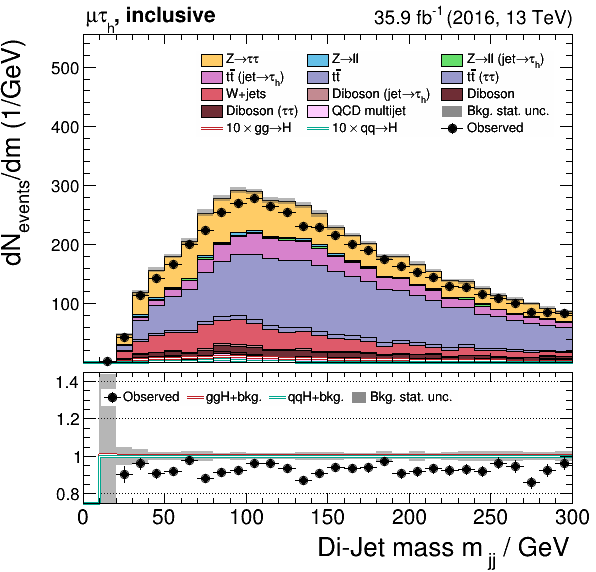 μτh, inclusive 35.9 fb-1 (2016, 13 TeV)
dNevents/dm (1/GeV)
500
400
300
200
100
Z→ττ Z→ll Z→ll (jet→τh)
tt̄ (jet→τh) tt̄ tt̄ (ττ)
W+jets Diboson (jet→τh) Diboson
Diboson (ττ) QCD multijet Bkg. stat. unc.
10 × gg→H 10 × qq→H Observed
1.4
1.2
1
0.8
Observed ggH+bkg. qqH+bkg. Bkg. stat. unc.
0 50 100 150 200 250 300
Di-Jet mass mjj / GeV